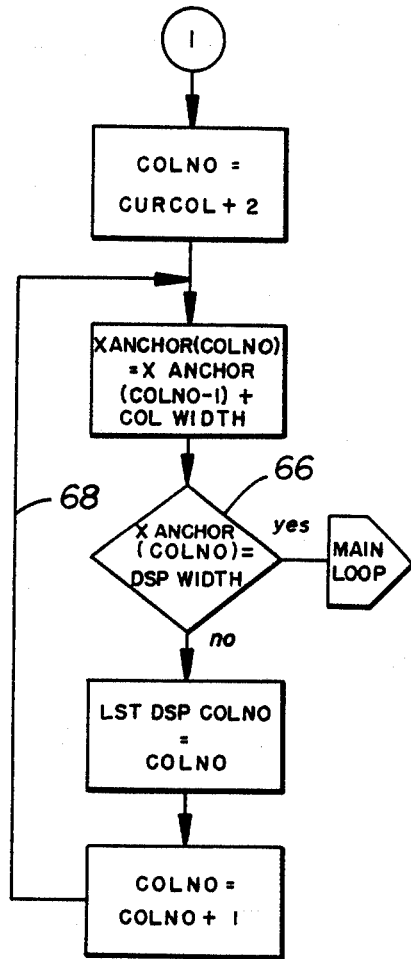 1
COLNO =
CURCOL + 2
X ANCHOR(COLNO)
= X ANCHOR
(COLNO-1) +
COL WIDTH
68
66
X ANCHOR
(COLNO) =
DSP WIDTH
yes
MAIN
LOOP
no
LST DSP COLNO
=
COLNO
COLNO =
COLNO + 1